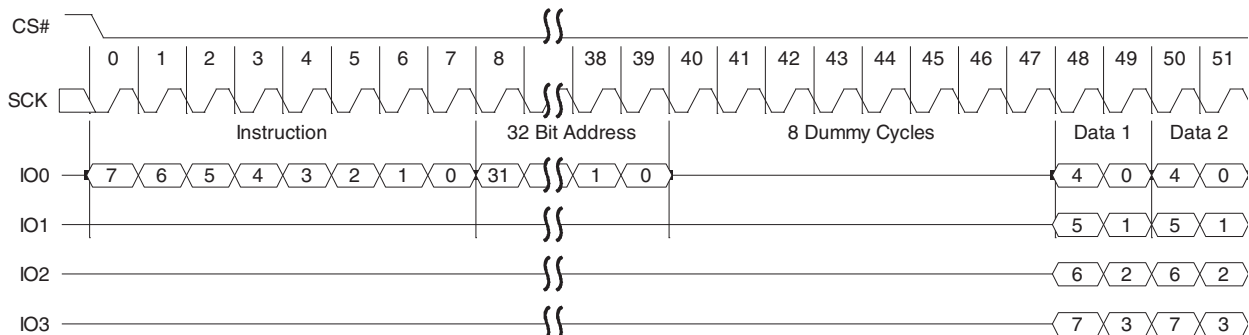 CS#
0 1 2 3 4 5 6 7 8 38 39 40 41 42 43 44 45 46 47 48 49 50 51
SCK
Instruction 32 Bit Address 8 Dummy Cycles Data 1 Data 2
IO0 7 6 5 4 3 2 1 0 31 1 0 4 0 4 0
IO1 5 1 5 1
IO2 6 2 6 2
IO3 7 3 7 3